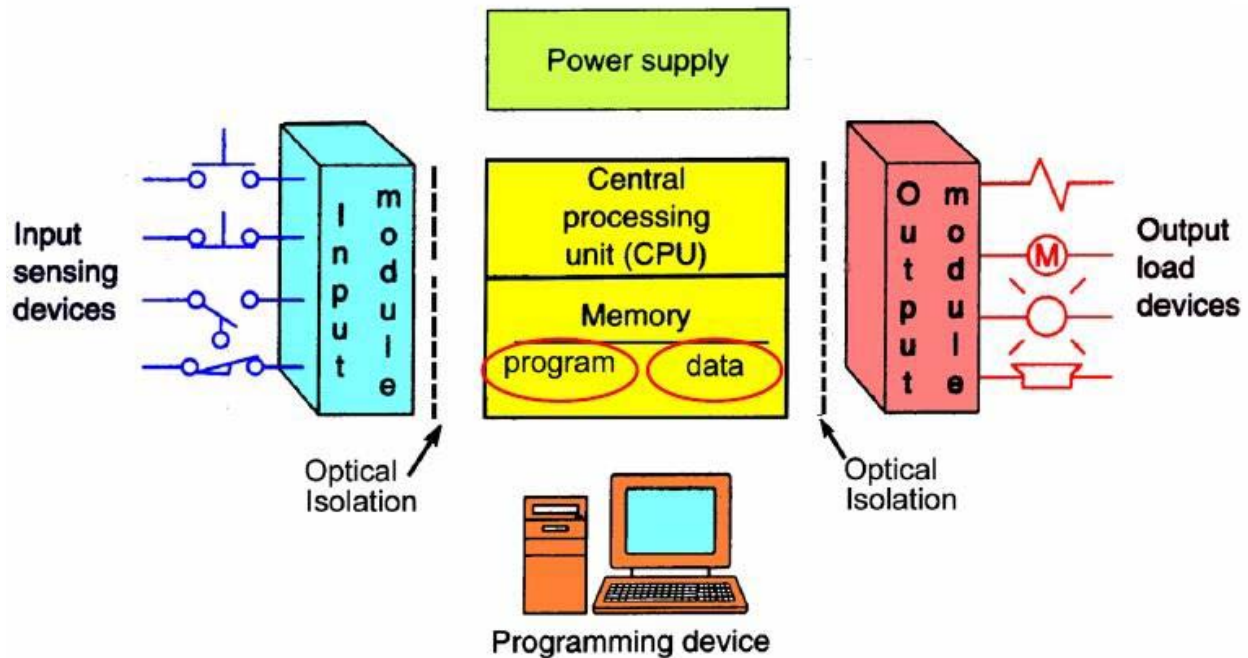 Power supply
Input
sensing
devices
Input
module
Central
processing
unit (CPU)
Memory
program
data
Output
module
M
Output
load
devices
Optical
Isolation
Optical
Isolation
Programming device